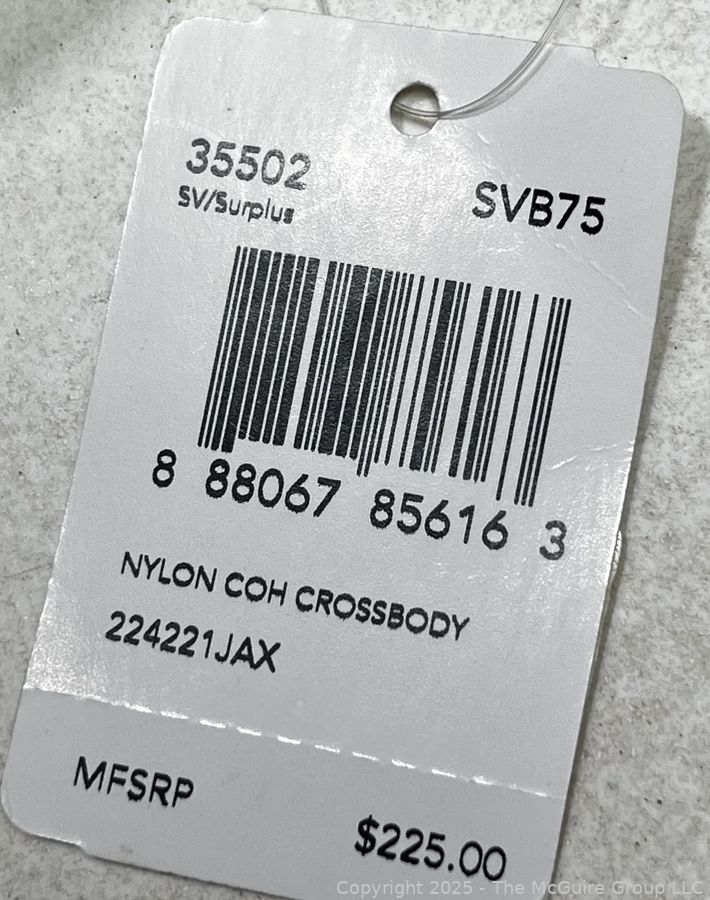 35502
SV/Surplus
SVB75
8 88067 85616 3
NYLON COH CROSSBODY
224221JAX
MFSRP
$225.00
Copyright 2025 - The McGuire Group LLC